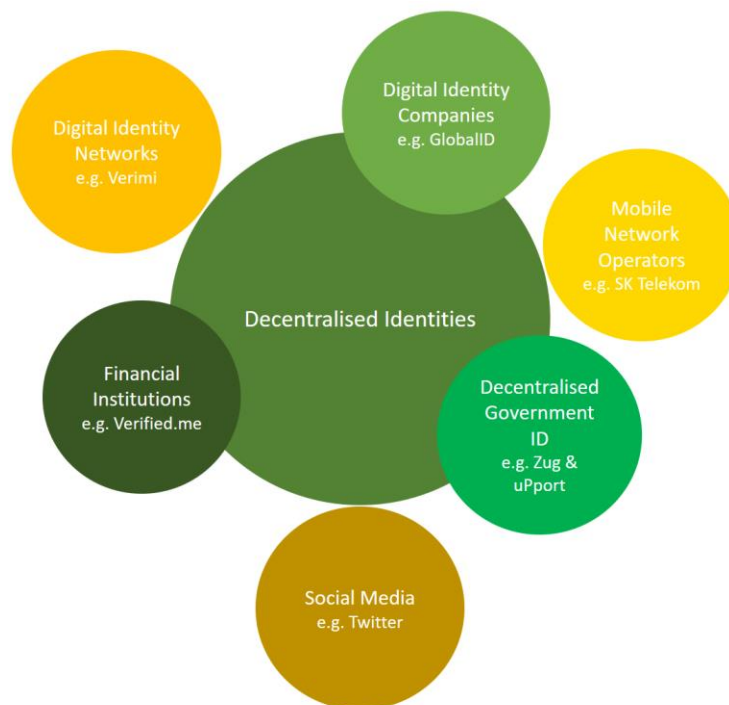 Digital Identity
Companies
e.g. GlobalID
Digital Identity
Networks
e.g. Verimi
Mobile
Network
Operators
e.g. SK Telekom
Decentralised Identities
Financial
Institutions
e.g. Verified.me
Decentralised
Government
ID
e.g. Zug &
uPport
Social Media
e.g. Twitter